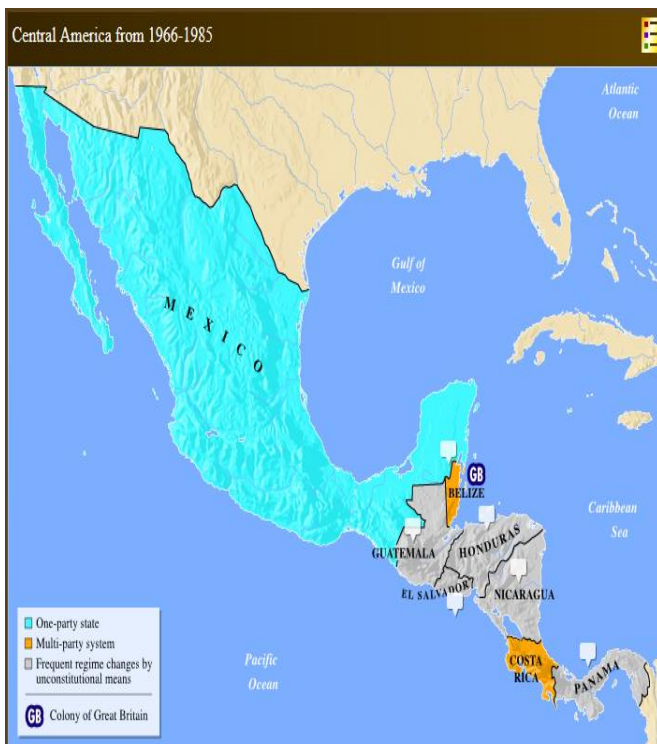 Central America from 1966-1985
Atlantic
Ocean
Gulf of
Mexico
MEXICO
GB
BELIZE
Caribbean
Sea
HONDURAS
GUATEMALA
EL SALVADOR
NICARAGUA
COSTA
RICA
PANAMA
Pacific
Ocean
One-party state
Multi-party system
Frequent regime changes by
unconstitutional means
GB Colony of Great Britain